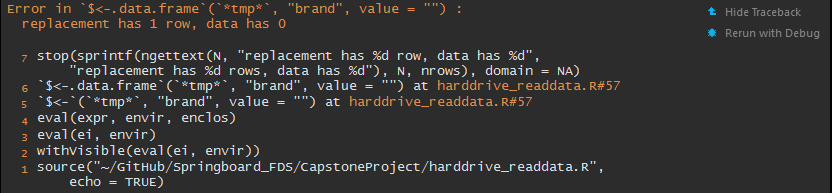 Error in `$<-.data.frame`(`*tmp*`, "brand", value = "") :
  replacement has 1 row, data has 0
Hide Traceback
Rerun with Debug
7 stop(sprintf(ngettext(N, "replacement has %d row, data has %d",
      "replacement has %d rows, data has %d"), N, nrows), domain = NA)
6 `$<-.data.frame`(`*tmp*`, "brand", value = "") at harddrive_readdata.R#57
5 `$<-`(`*tmp*`, "brand", value = "") at harddrive_readdata.R#57
4 eval(expr, envir, enclos)
3 eval(ei, envir)
2 withVisible(eval(ei, envir))
1 source("~/GitHub/Springboard_FDS/CapstoneProject/harddrive_readdata.R",
      echo = TRUE)